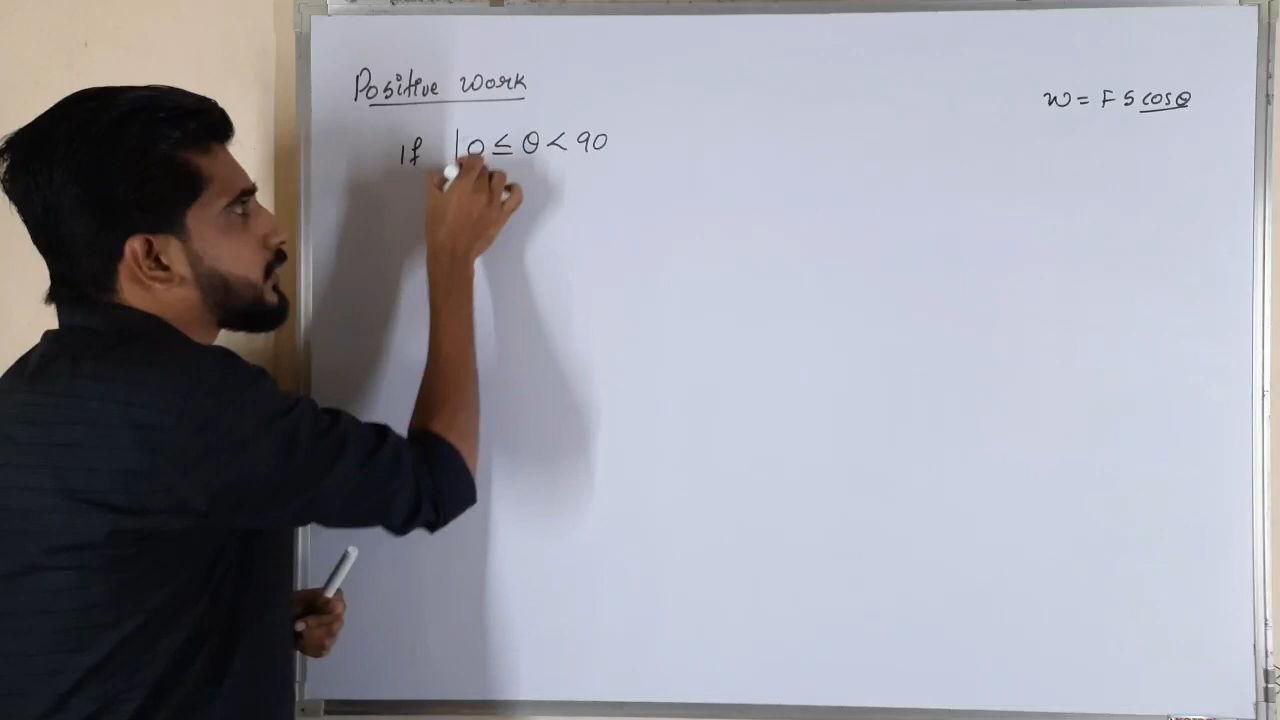 Positive Work
W = F S cosθ
If 0 ≤ θ < 90